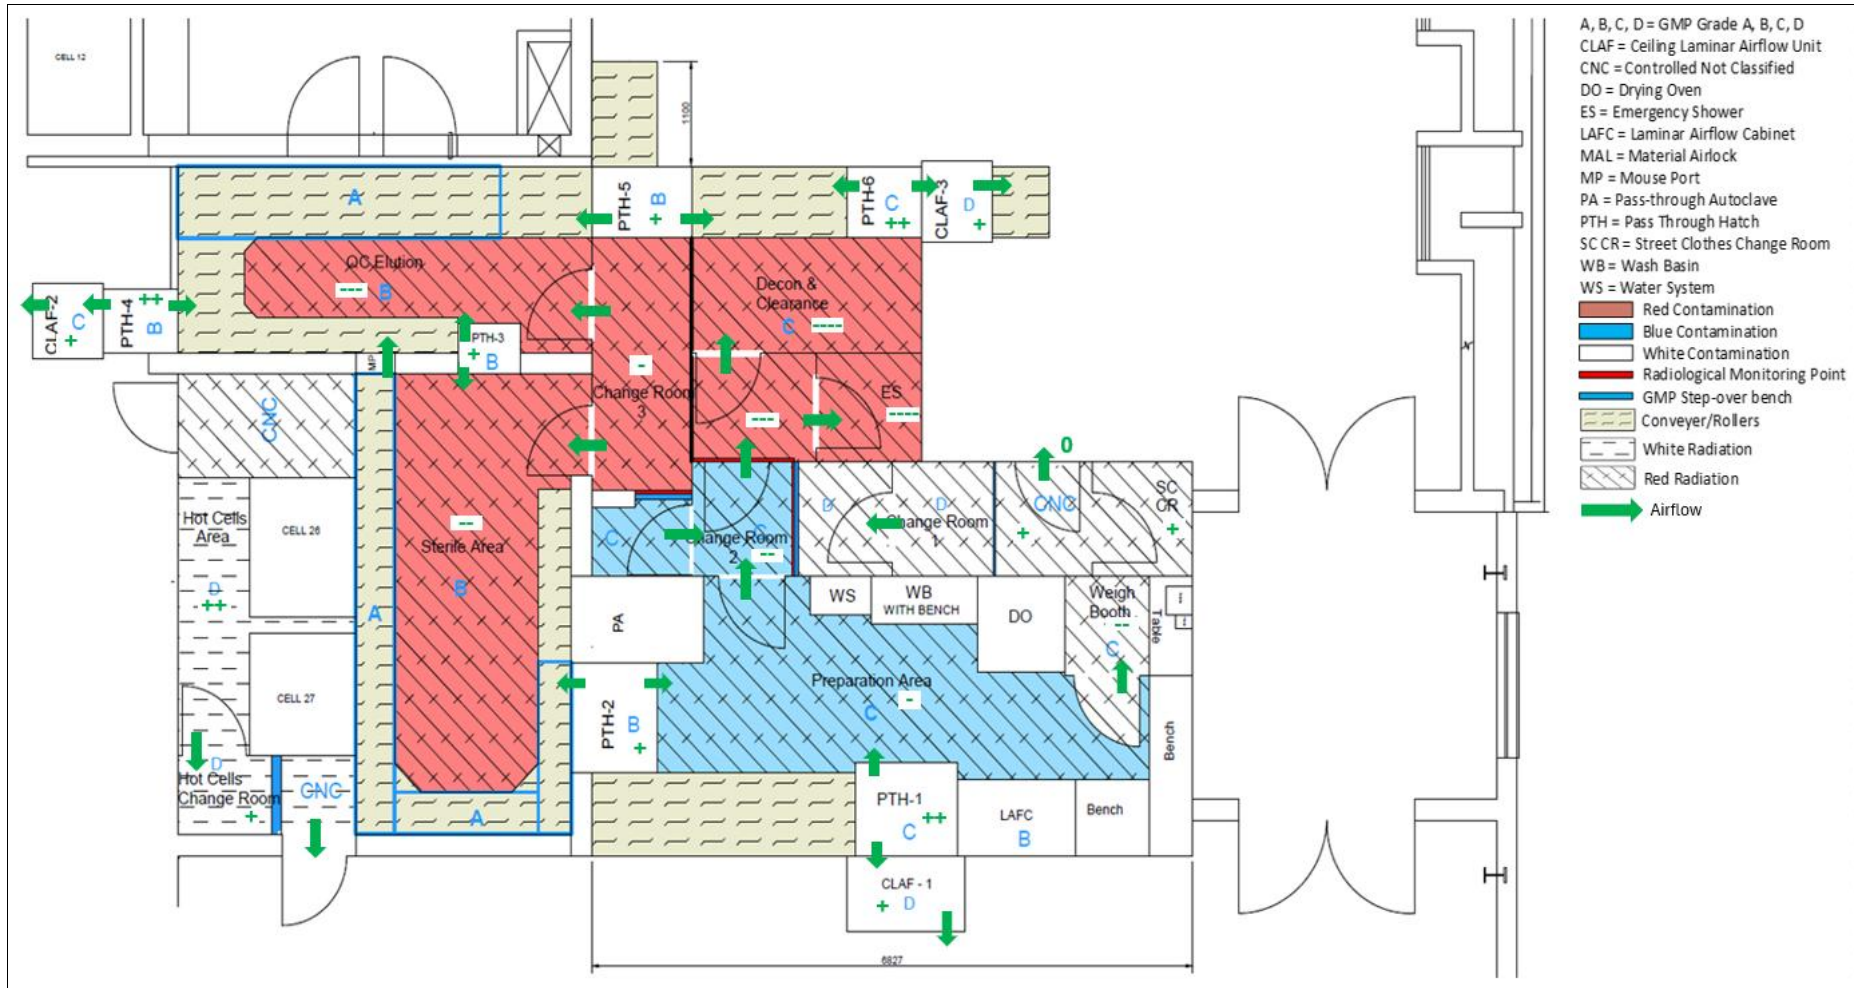 CELL 12
1100
A
PTH-5
B
+
PTH-6
C
++
CLAF-3
D
+
QC Elution
---
B
Decon &
Clearance
C
----
CLAF-2
C
+
PTH-4
++
B
MP
PTH-3
+
B
-
Change Room
3
---
ES
----
CNC
0
Hot Cells
Area
D
++
CELL 26
CELL 27
A
--
Sterile Area
B
C
C
Change Room
2
--
D
D
Change Room
1
CNC
+
SC
CR
+
PA
WS
WB
WITH BENCH
DO
Weigh
Booth
--
C
Table
Preparation Area
-
C
PTH-2
B
+
Bench
D
Hot Cells
Change Room
+
CNC
A
PTH-1
++
C
LAFC
B
Bench
CLAF - 1
+
D
6827
A, B, C, D = GMP Grade A, B, C, D
CLAF = Ceiling Laminar Airflow Unit
CNC = Controlled Not Classified
DO = Drying Oven
ES = Emergency Shower
LAFC = Laminar Airflow Cabinet
MAL = Material Airlock
MP = Mouse Port
PA = Pass-through Autoclave
PTH = Pass Through Hatch
SC CR = Street Clothes Change Room
WB = Wash Basin
WS = Water System
Red Contamination
Blue Contamination
White Contamination
Radiological Monitoring Point
GMP Step-over bench
Conveyer/Rollers
White Radiation
Red Radiation
Airflow